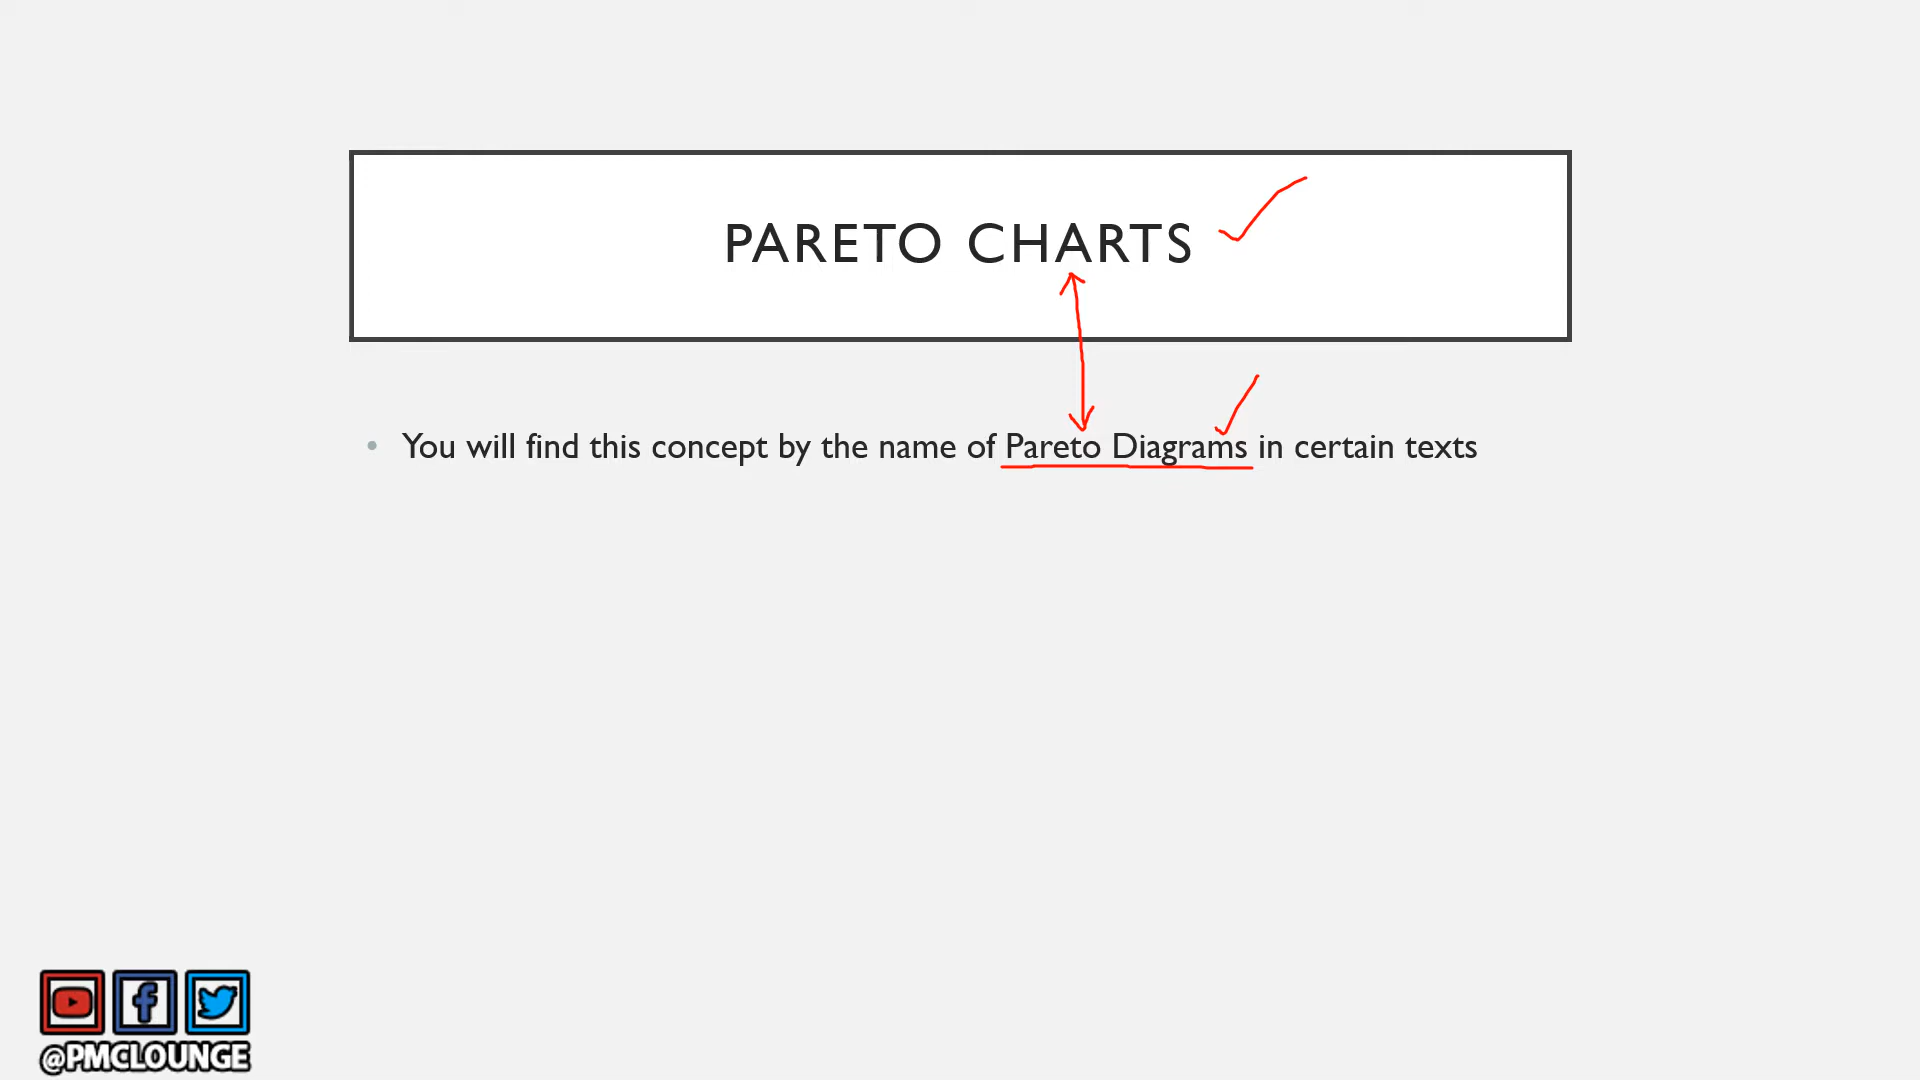 PARETO CHARTS
• You will find this concept by the name of Pareto Diagrams in certain texts
@PMCLOUNGE